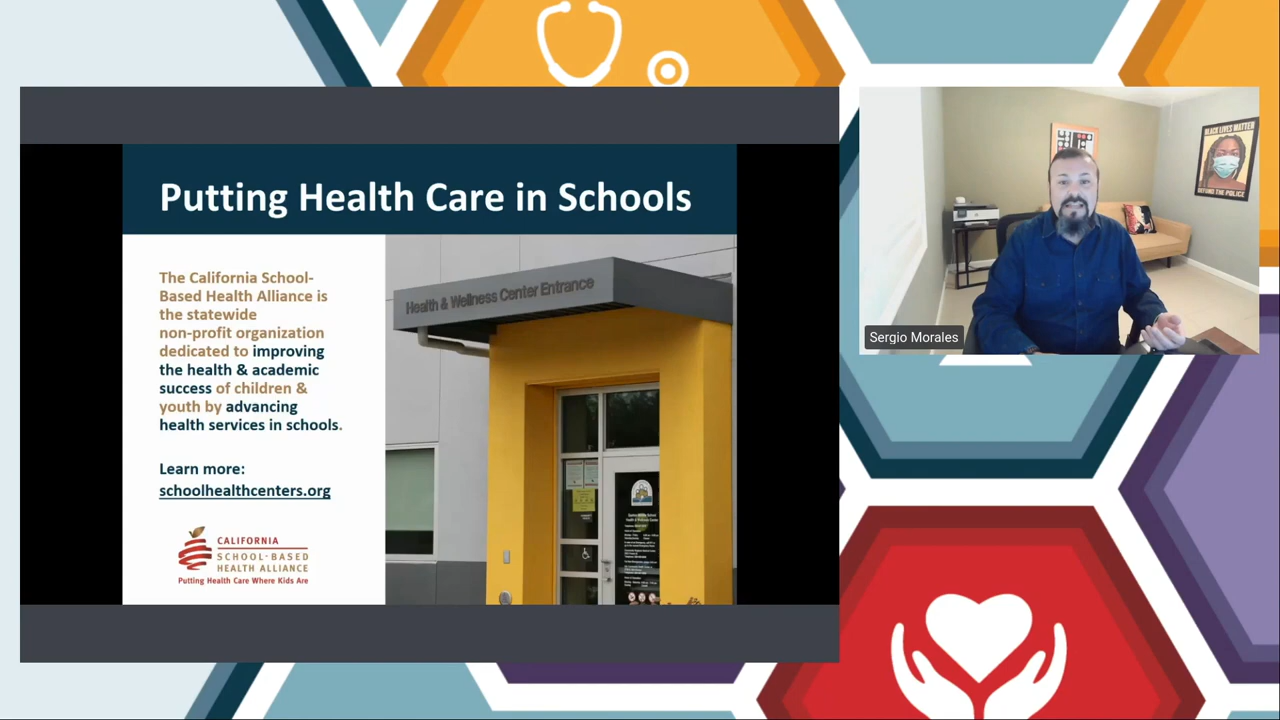 Putting Health Care in Schools
The California School-
Based Health Alliance is
the statewide
non-profit organization
dedicated to improving
the health & academic
success of children &
youth by advancing
health services in schools.
Learn more:
schoolhealthcenters.org
CALIFORNIA
SCHOOL-BASED
HEALTH ALLIANCE
Putting Health Care Where Kids Are
Health & Wellness Center Entrance
BLACK LIVES MATTER
DEFUND THE POLICE
Sergio Morales